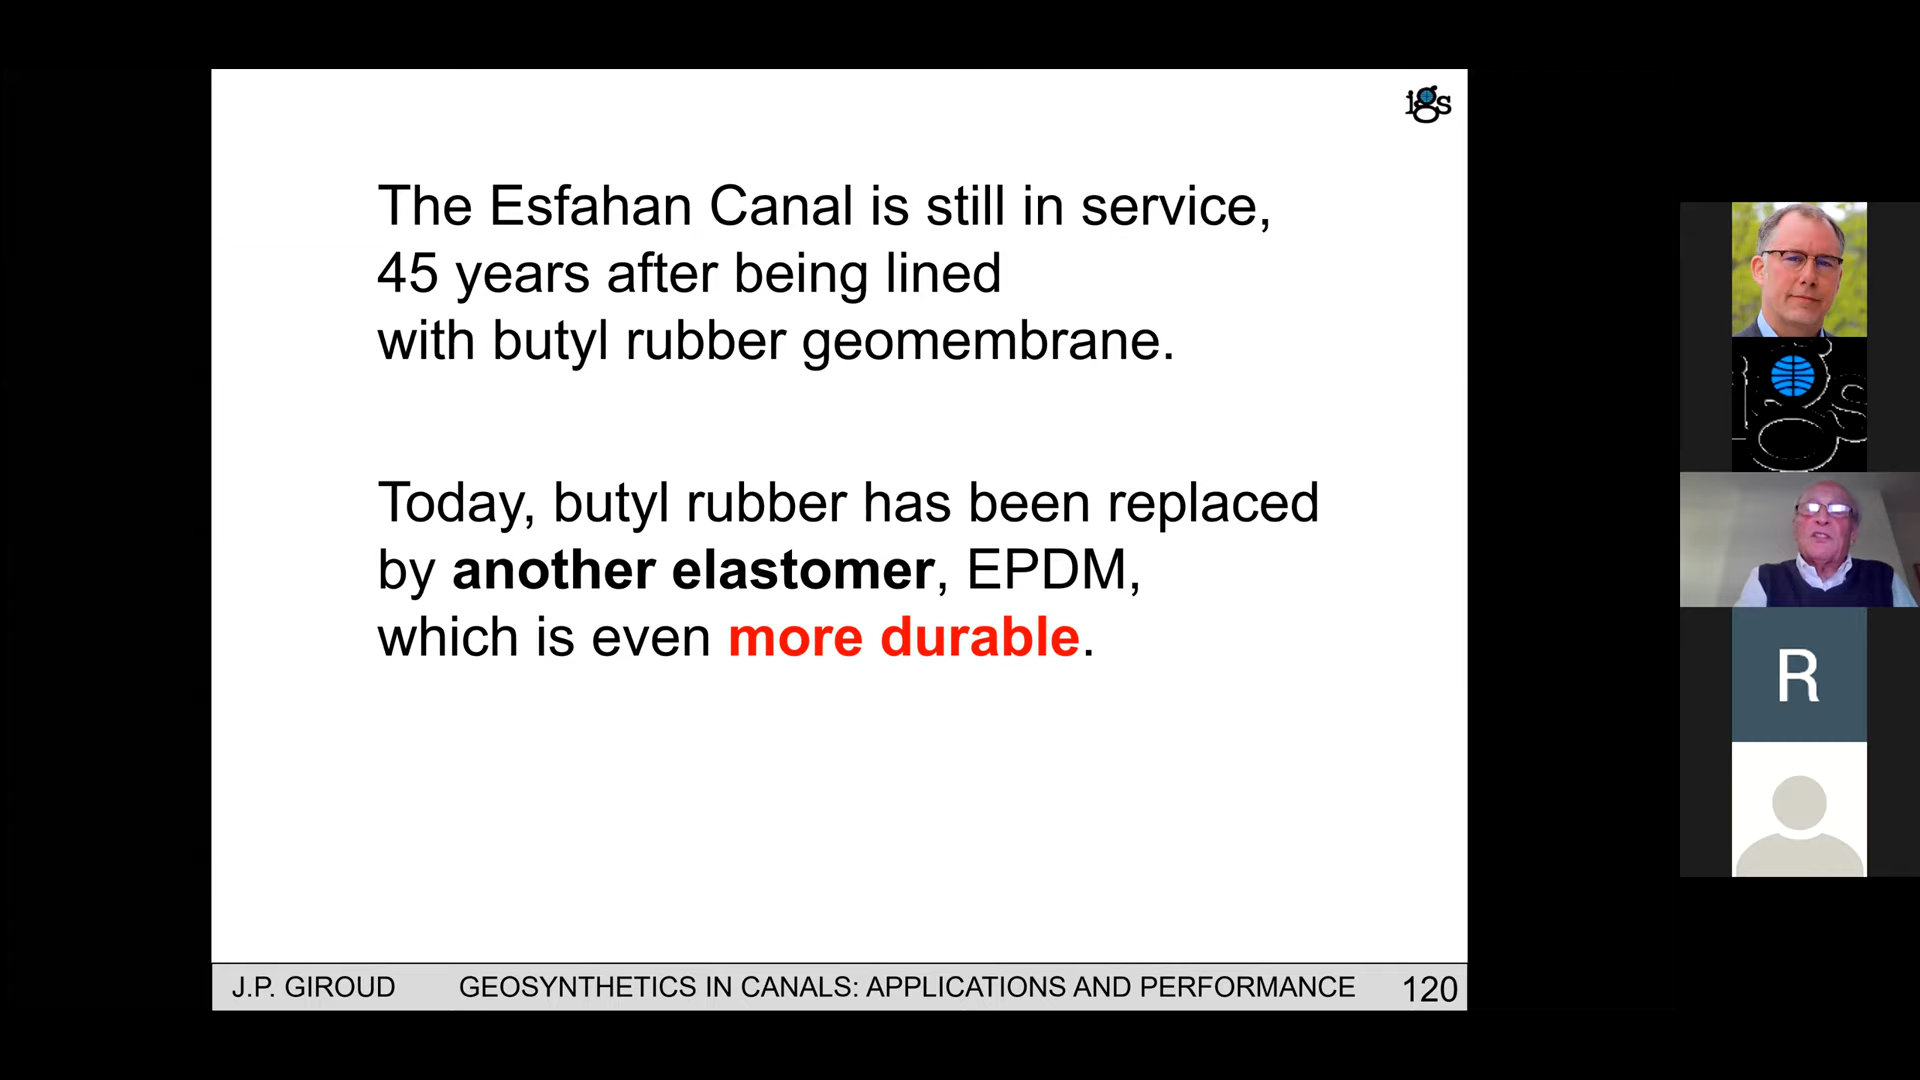 igs
The Esfahan Canal is still in service,
45 years after being lined
with butyl rubber geomembrane.
Today, butyl rubber has been replaced
by another elastomer, EPDM,
which is even more durable.
J.P. GIROUD GEOSYNTHETICS IN CANALS: APPLICATIONS AND PERFORMANCE 120
igs
R